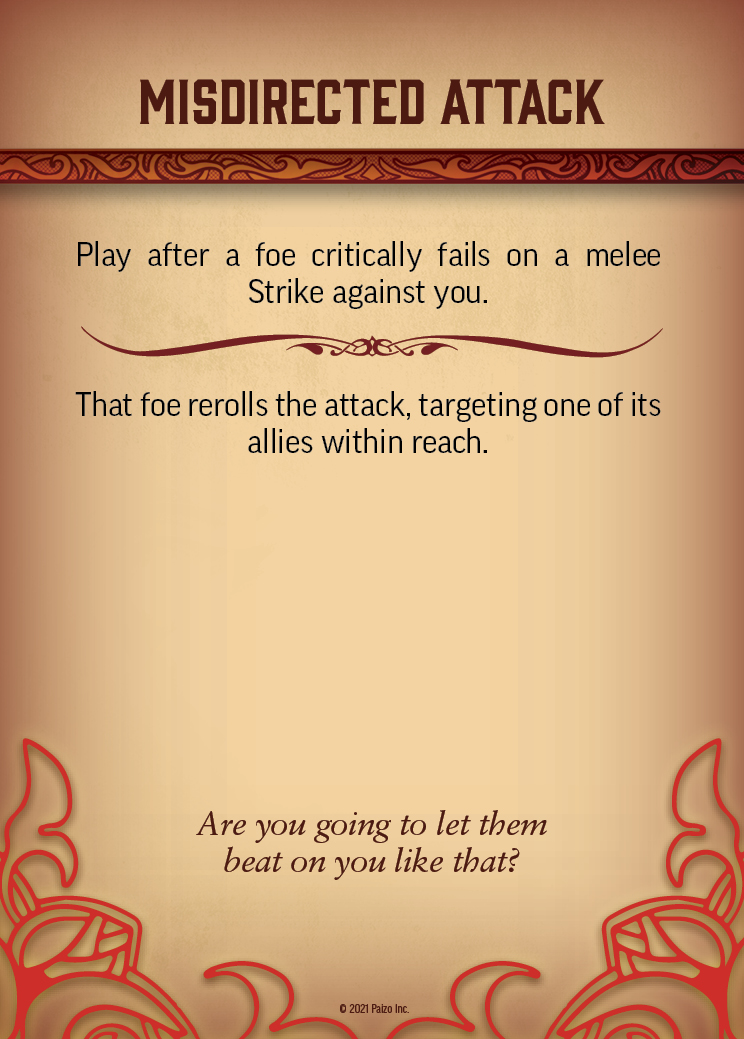 MISDIRECTED ATTACK
Play after a foe critically fails on a melee
Strike against you.
That foe rerolls the attack, targeting one of its
allies within reach.
Are you going to let them
beat on you like that?
© 2021 Paizo Inc.